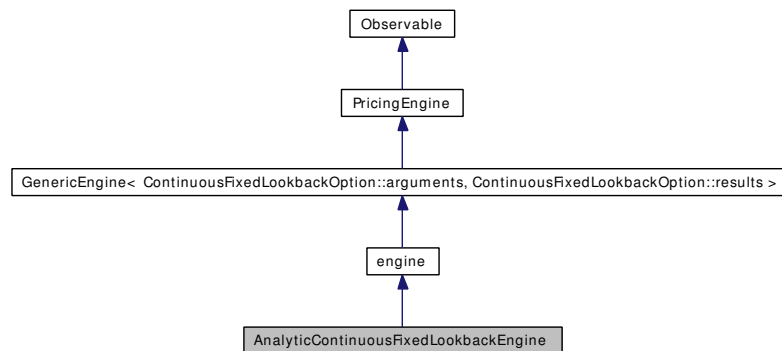 Observable
PricingEngine
GenericEngine< ContinuousFixedLookbackOption::arguments, ContinuousFixedLookbackOption::results >
engine
AnalyticContinuousFixedLookbackEngine